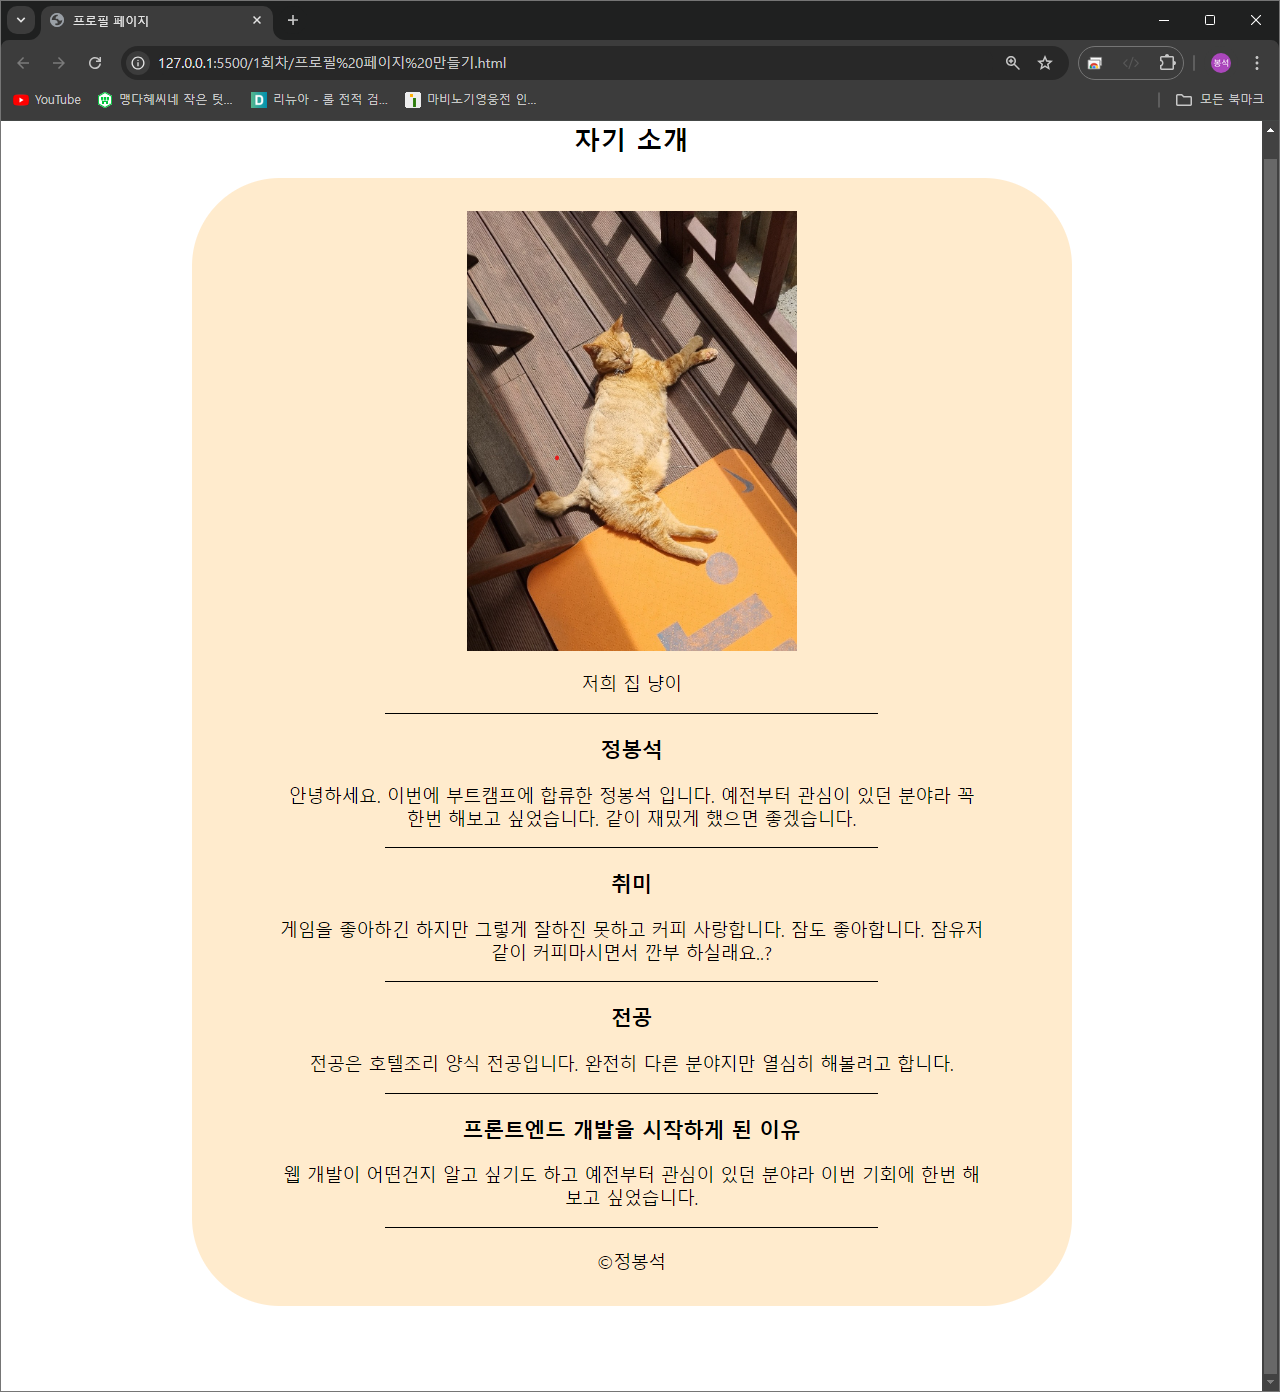 프로필 페이지
127.0.0.1:5500/1회차/프로필%20페이지%20만들기.html
봉석
YouTube
맹다혜씨네 작은 텃...
리뉴아 - 롤 전적 검...
마비노기영웅전 인...
모든 북마크
자기 소개
저희 집 냥이
정봉석
안녕하세요. 이번에 부트캠프에 합류한 정봉석 입니다. 예전부터 관심이 있던 분야라 꼭
한번 해보고 싶었습니다. 같이 재밌게 했으면 좋겠습니다.
취미
게임을 좋아하긴 하지만 그렇게 잘하진 못하고 커피 사랑합니다. 잠도 좋아합니다. 잠유저
같이 커피마시면서 깐부 하실래요..?
전공
전공은 호텔조리 양식 전공입니다. 완전히 다른 분야지만 열심히 해볼려고 합니다.
프론트엔드 개발을 시작하게 된 이유
웹 개발이 어떤건지 알고 싶기도 하고 예전부터 관심이 있던 분야라 이번 기회에 한번 해
보고 싶었습니다.
©정봉석